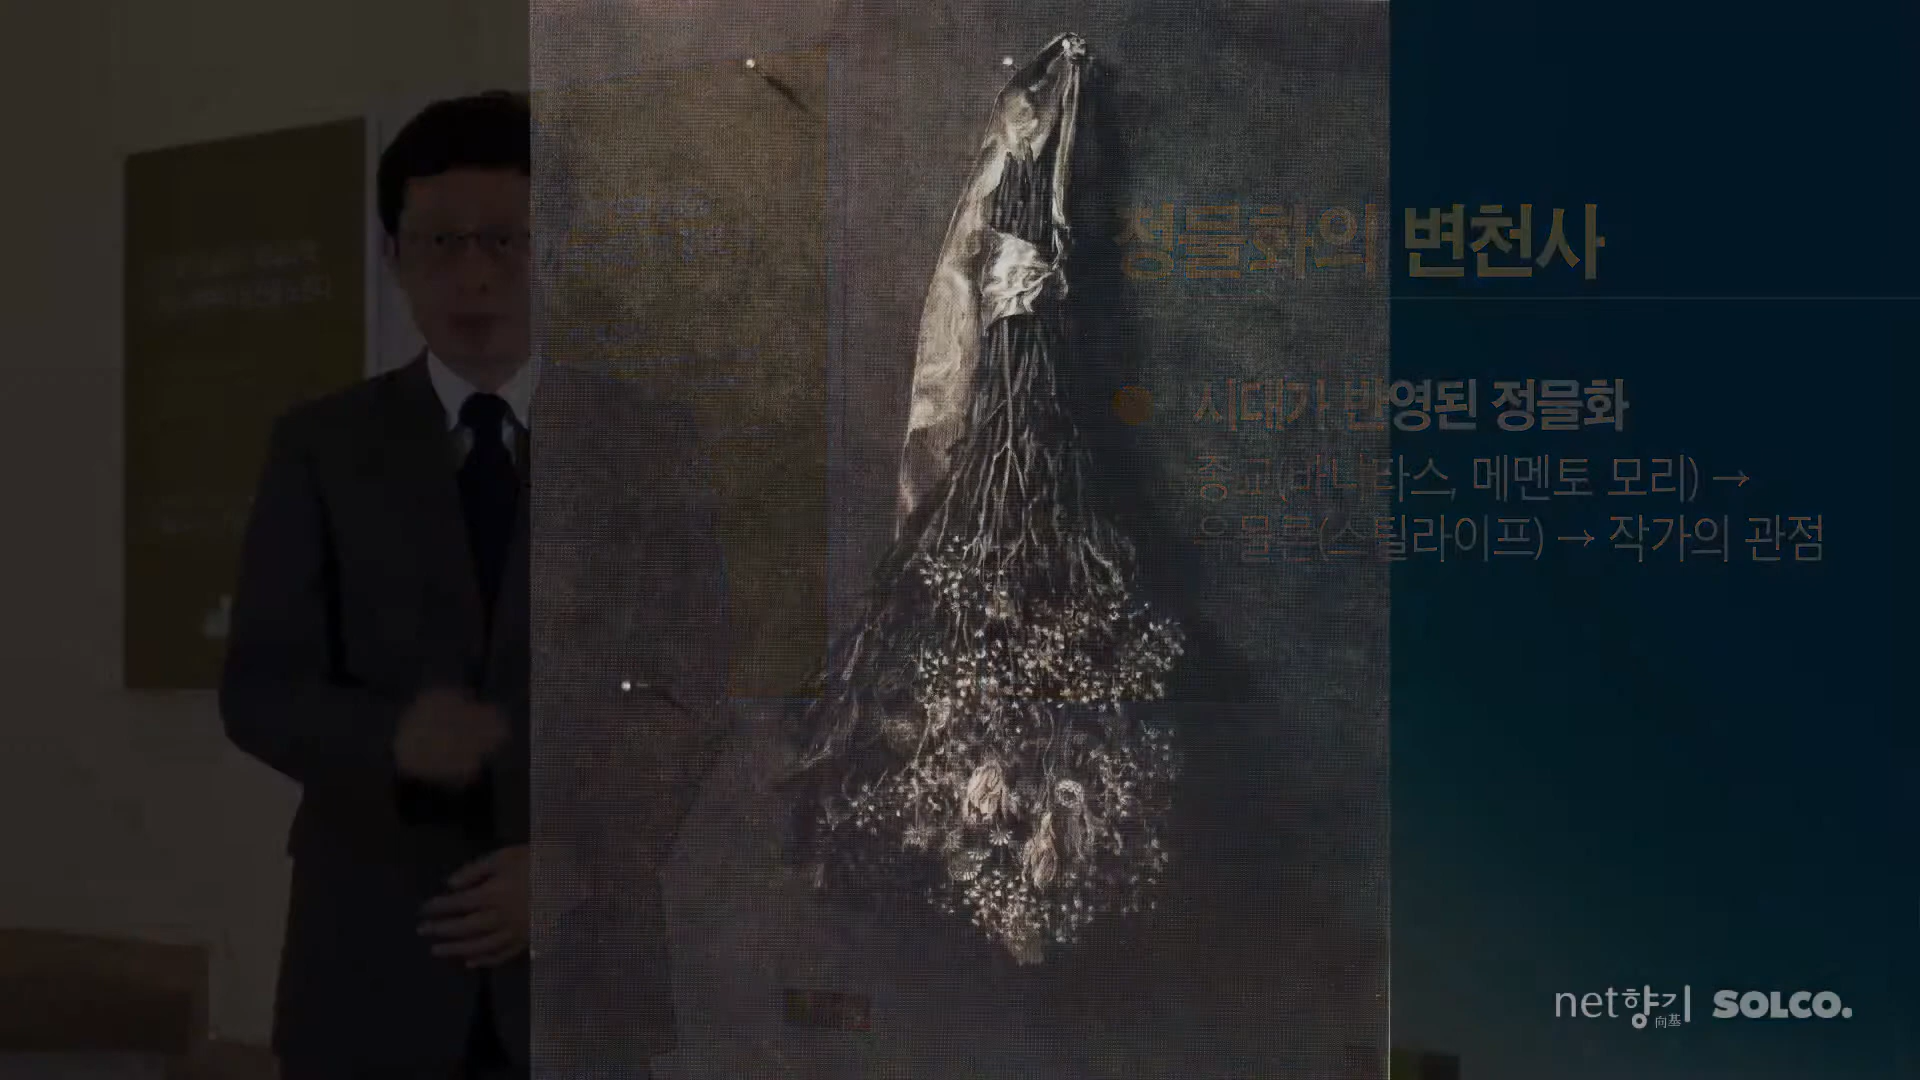 정물화의 변천사
시대가 반영된 정물화
종교(바니타스, 메멘토 모리) →
유물론(스틸라이프) → 작가의 관점
net향기
向基
SOLCO.